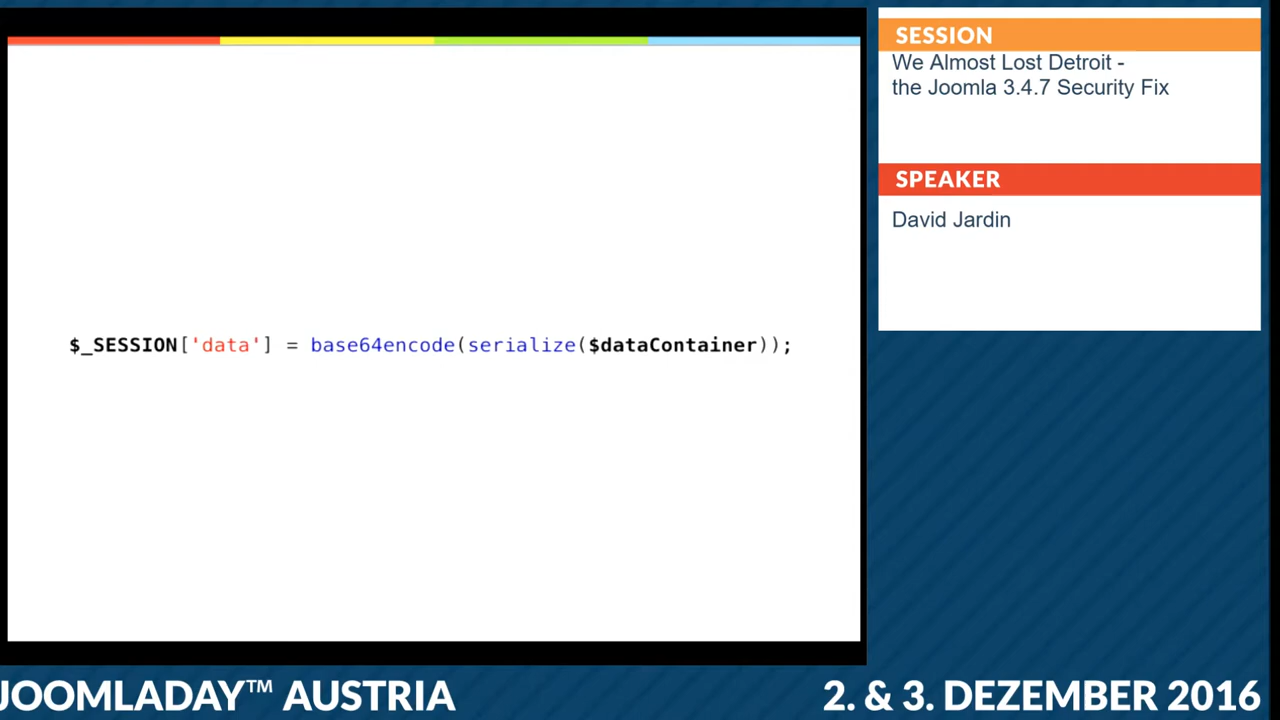 $_SESSION['data'] = base64encode(serialize($dataContainer));
SESSION
We Almost Lost Detroit -
the Joomla 3.4.7 Security Fix
SPEAKER
David Jardin
JOOMLADAY™ AUSTRIA
2. & 3. DEZEMBER 2016